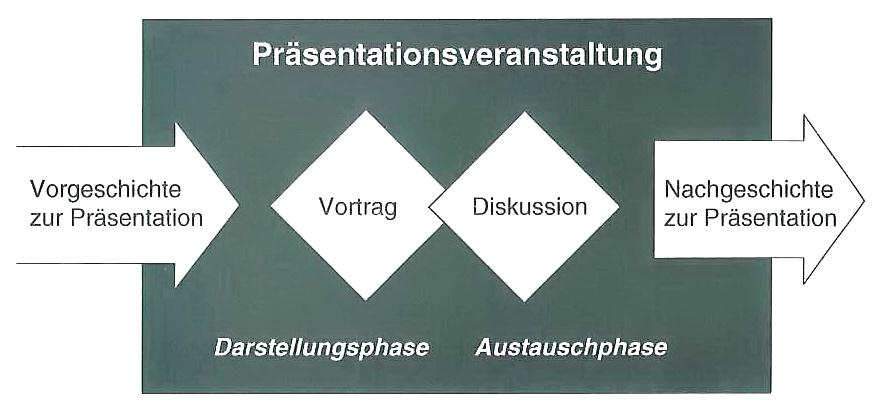 Präsentationsveranstaltung
Vorgeschichte
zur Präsentation
Vortrag
Diskussion
Nachgeschichte
zur Präsentation
Darstellungsphase
Austauschphase